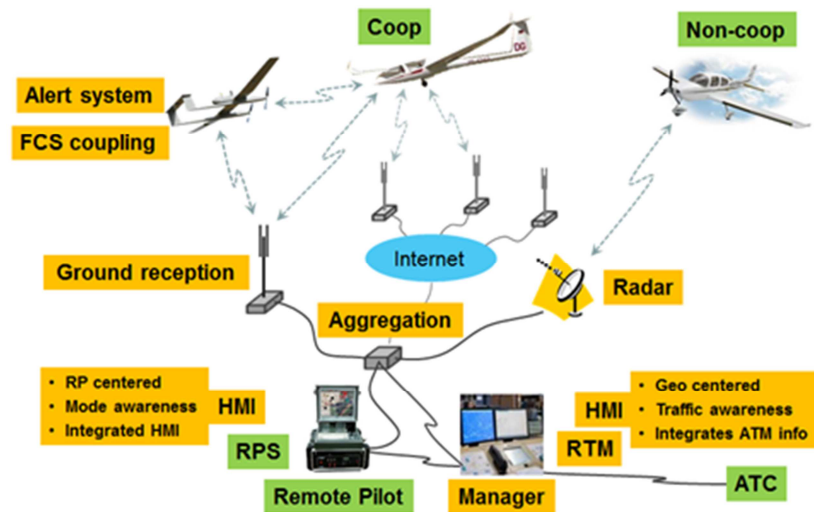 Coop
Non-coop
Alert system
FCS coupling
Internet
Ground reception
Radar
Aggregation
• RP centered
• Mode awareness
• Integrated HMI
HMI
HMI
• Geo centered
• Traffic awareness
• Integrates ATM info
RPS
RTM
Remote Pilot
Manager
ATC